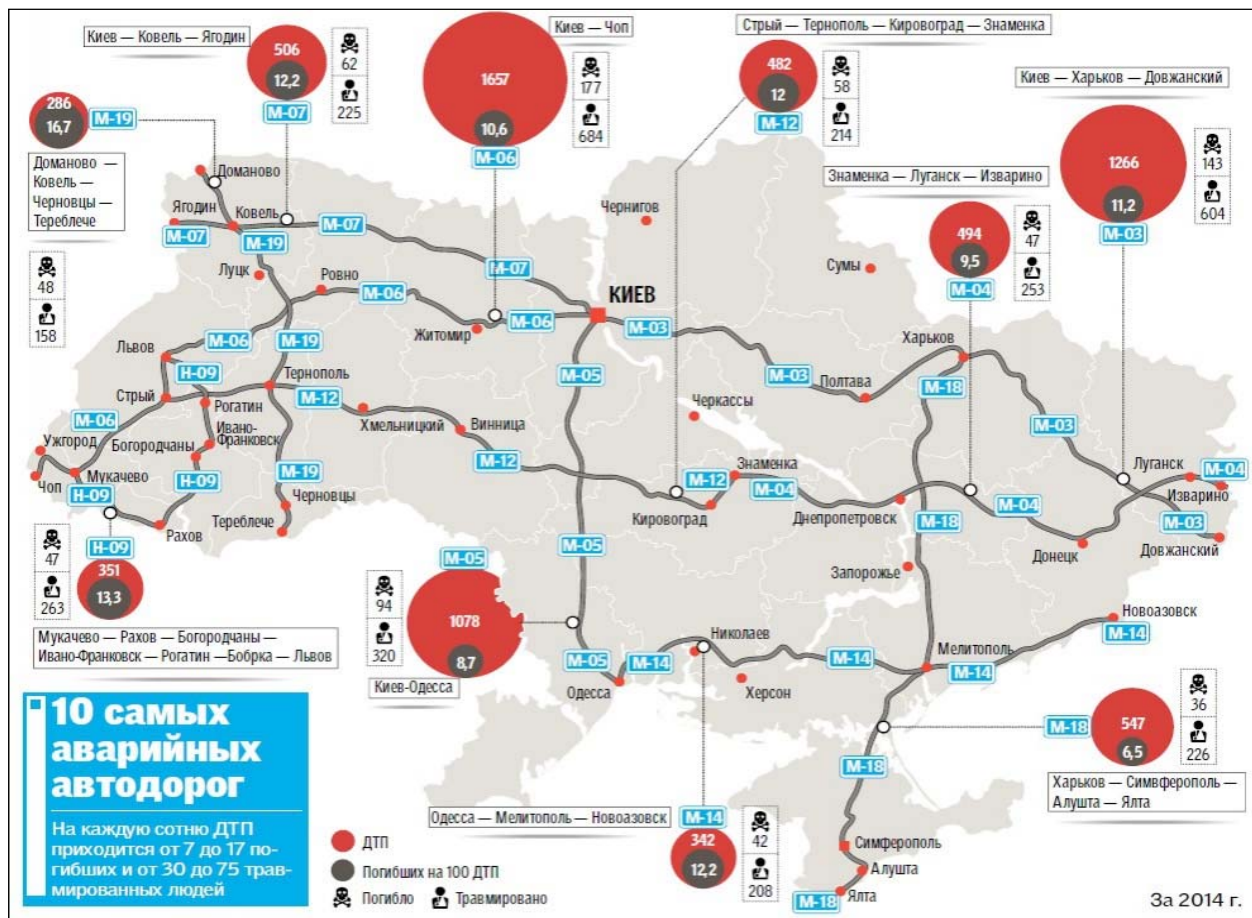 Киев — Ковель — Ягодин
506
12,2
М-07
62
225
Киев — Чоп
1657
10,6
М-06
177
684
Стрый — Тернополь — Кировоград — Знаменка
482
12
М-12
58
214
Киев — Харьков — Довжанский
1266
11,2
М-03
143
604
286
16,7
М-19
Доманово —
Ковель —
Черновцы —
Тереблече
48
158
Знаменка — Луганск — Изварино
494
9,5
М-04
47
253
Доманово
Ягодин
Ковель
М-07
М-19
М-07
М-07
Чернигов
Сумы
Луцк
Ровно
М-06
КИЕВ
М-06
Житомир
М-03
Львов
М-06
М-19
Н-09
М-05
Харьков
М-03
Полтава
М-18
Стрый
Тернополь
М-12
Рогатин
Хмельницкий
Винница
Черкассы
М-03
М-06
Ужгород
Ивано-
Франковск
Богородчаны
Чоп
Мукачево
Н-09
Н-09
М-19
М-12
М-12
Знаменка
М-04
Луганск
М-04
Изварино
Черновцы
Кировоград
Днепропетровск
М-04
М-18
М-03
Рахов
Тереблече
Донецк
Довжанский
Н-09
351
13,3
47
263
Мукачево — Рахов — Богородчаны —
Ивано-Франковск — Рогатин —Бобрка — Львов
М-05
М-05
Запорожье
94
320
1078
8,7
Киев-Одесса
М-05
М-14
Одесса
Николаев
Херсон
М-14
Мелитополь
М-14
Новоазовск
М-14
М-18
547
6,5
36
226
Харьков — Симвферополь —
Алушта — Ялта
М-18
Одесса — Мелитополь — Новоазовск
М-14
342
12,2
42
208
Симферополь
Алушта
М-18
Ялта
10 самых
аварийных
автодорог
На каждую сотню ДТП
приходится от 7 до 17 по-
гибших и от 30 до 75 трав-
мированных людей
ДТП
Погибших на 100 ДТП
Погибло
Травмировано
За 2014 г.